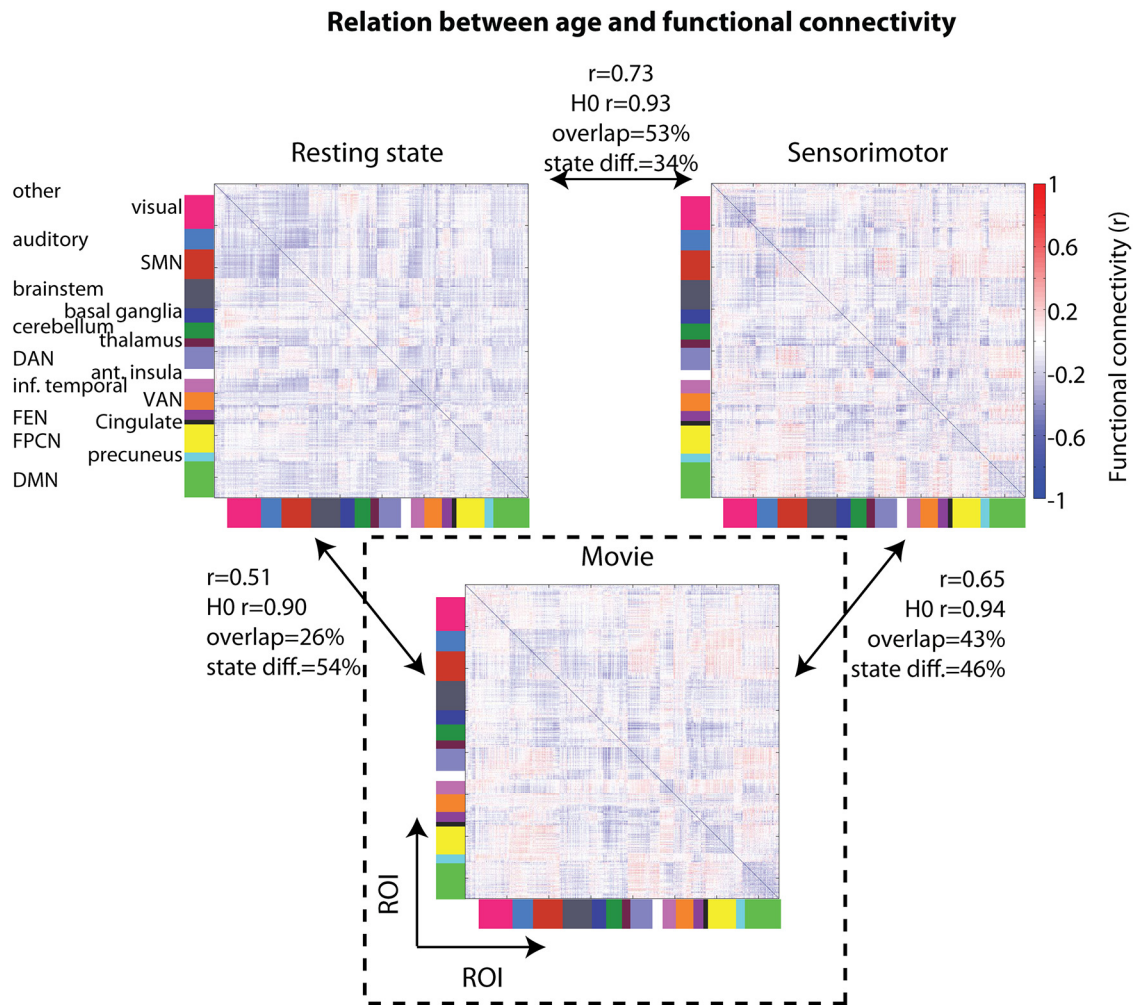 Relation between age and functional connectivity
r=0.73
H0 r=0.93
overlap=53%
state diff.=34%
Resting state
Sensorimotor
other
visual
auditory
SMN
brainstem
basal ganglia
cerebellum
thalamus
DAN
ant. insula
inf. temporal
VAN
FEN
Cingulate
FPCN
precuneus
DMN
1
0.6
0.2
-0.2
-0.6
-1
Functional connectivity (r)
r=0.51
H0 r=0.90
overlap=26%
state diff.=54%
Movie
r=0.65
H0 r=0.94
overlap=43%
state diff.=46%
ROI
ROI